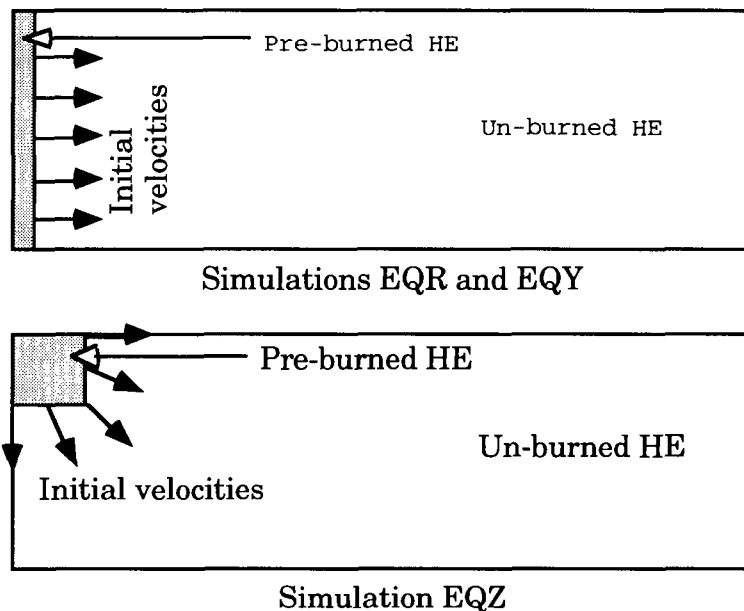 Pre-burned HE
Initial
velocities
Un-burned HE
Simulations EQR and EQY
Pre-burned HE
Un-burned HE
Initial velocities
Simulation EQZ